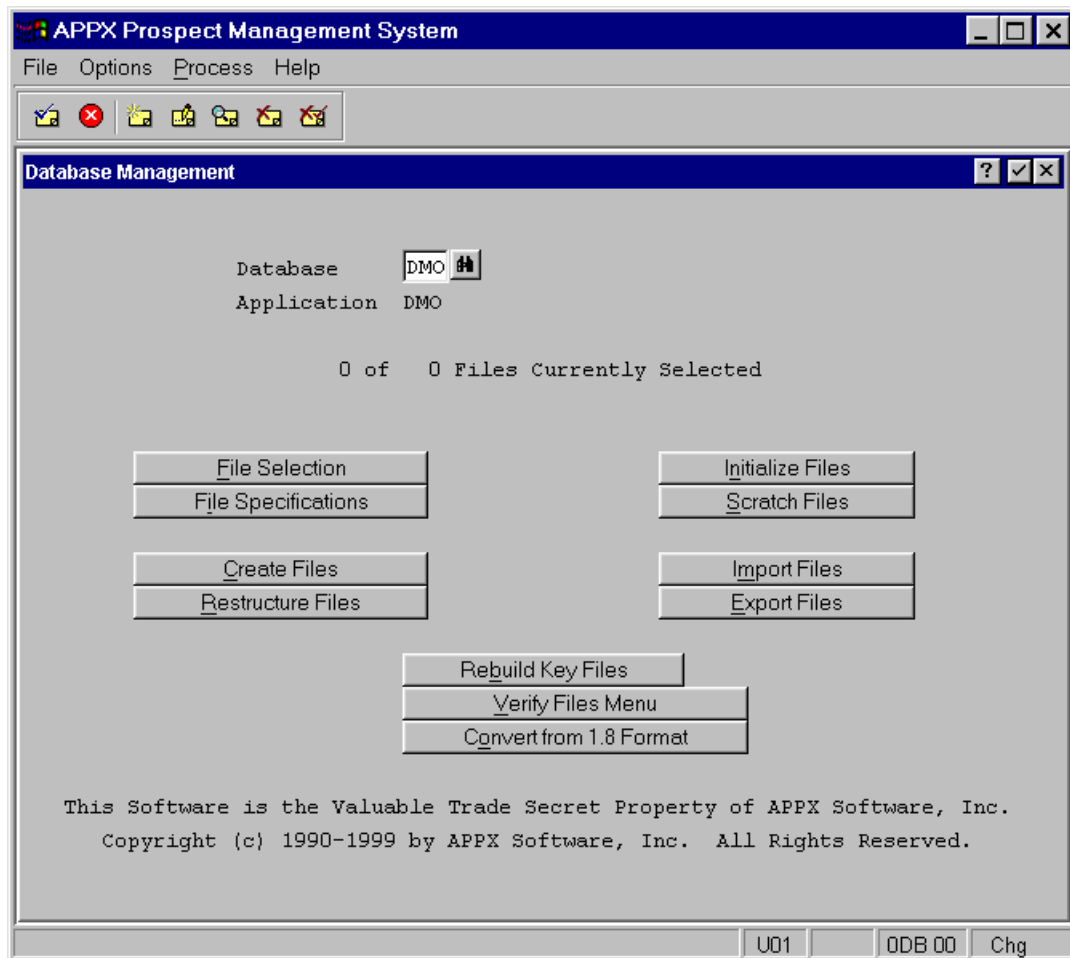 APPX Prospect Management System
File Options Process Help
Database Management
Database DMO
Application DMO
0 of 0 Files Currently Selected
File Selection Initialize Files
File Specifications Scratch Files
Create Files Import Files
Restructure Files Export Files
Rebuild Key Files
Verify Files Menu
Convert from 1.8 Format
This Software is the Valuable Trade Secret Property of APPX Software, Inc.
Copyright (c) 1990-1999 by APPX Software, Inc. All Rights Reserved.
U01 0DB 00 Chg